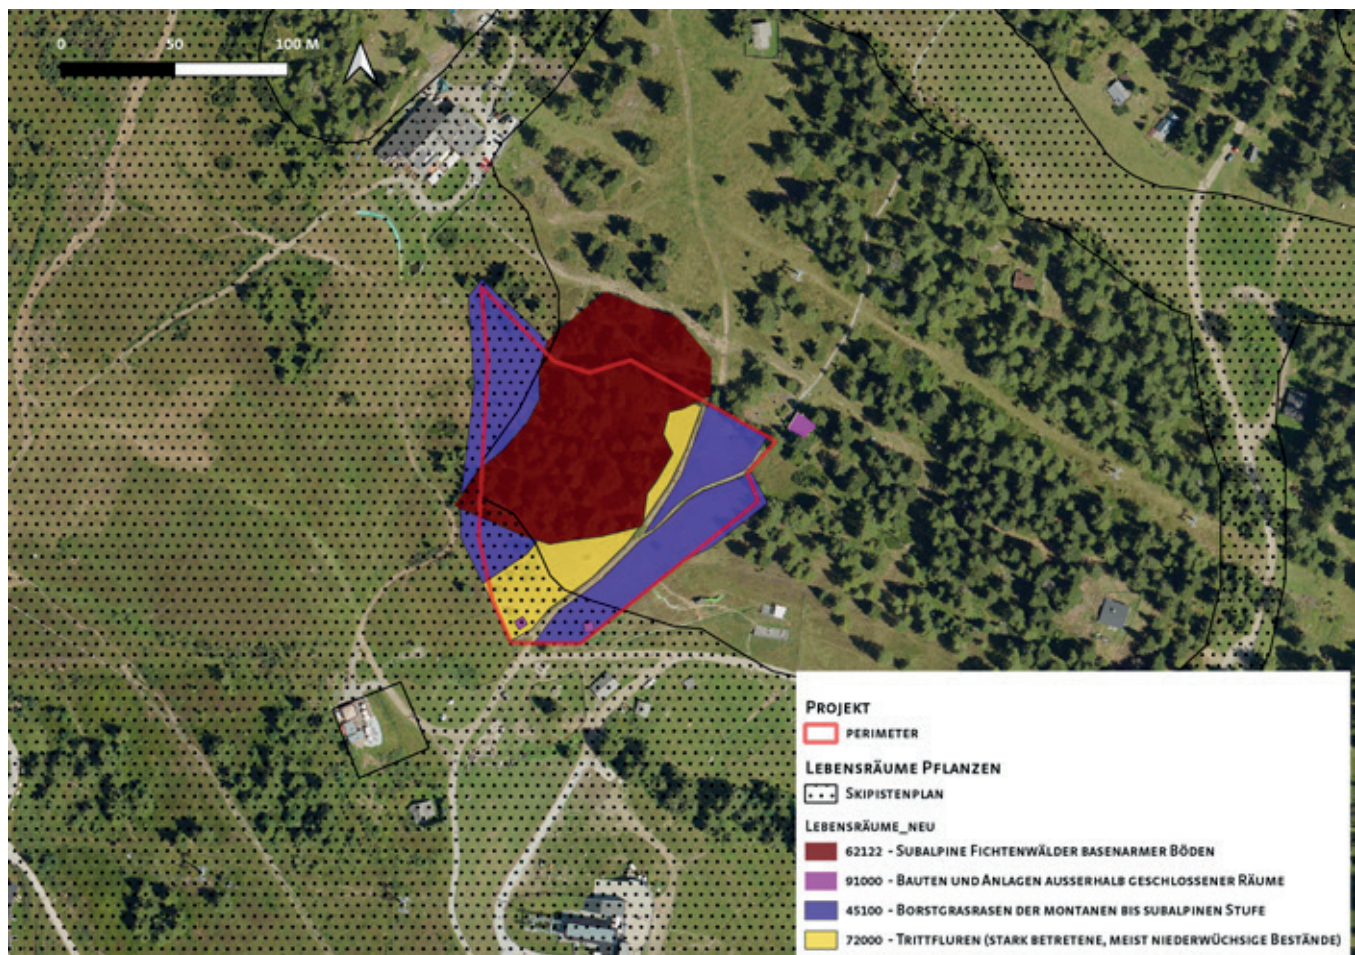 0 50 100 M
PROJEKT
PERIMETER
LEBENSRÄUME PFLANZEN
SKIPISTENPLAN
LEBENSRÄUME_NEU
62122 - SUBALPINE FICHTENWÄLDER BASENARMER BÖDEN
91000 - BAUTEN UND ANLAGEN AUSSERHALB GESCHLOSSENER RÄUME
45100 - BORSTGRASRASEN DER MONTANEN BIS SUBALPINEN STUFE
72000 - TRITTFLUREN (STARK BETRETENE, MEIST NIEDERWÜCHSIGE BESTÄNDE)